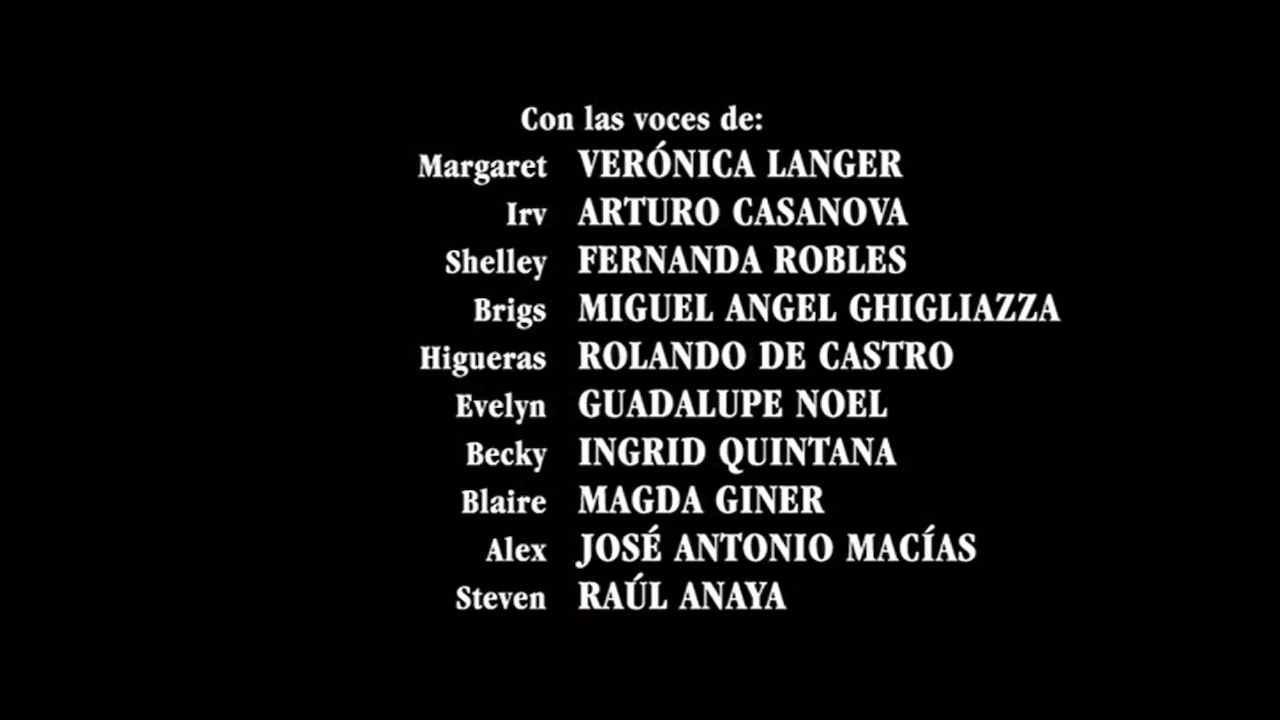 Con las voces de:
Margaret VERÓNICA LANGER
Irv ARTURO CASANOVA
Shelley FERNANDA ROBLES
Brigs MIGUEL ANGEL GHIGLIAZZA
Higueras ROLANDO DE CASTRO
Evelyn GUADALUPE NOEL
Becky INGRID QUINTANA
Blaire MAGDA GINER
Alex JOSÉ ANTONIO MACÍAS
Steven RAÚL ANAYA